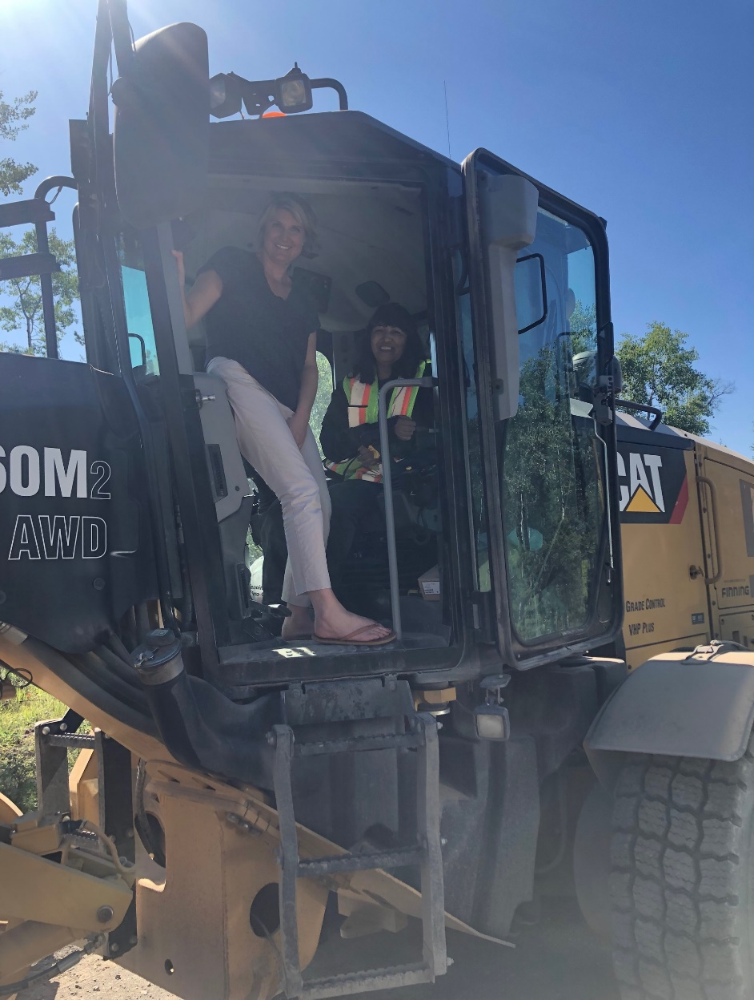 60M2
AWD
CAT
GRADE CONTROL
VHP PLUS
FINNING